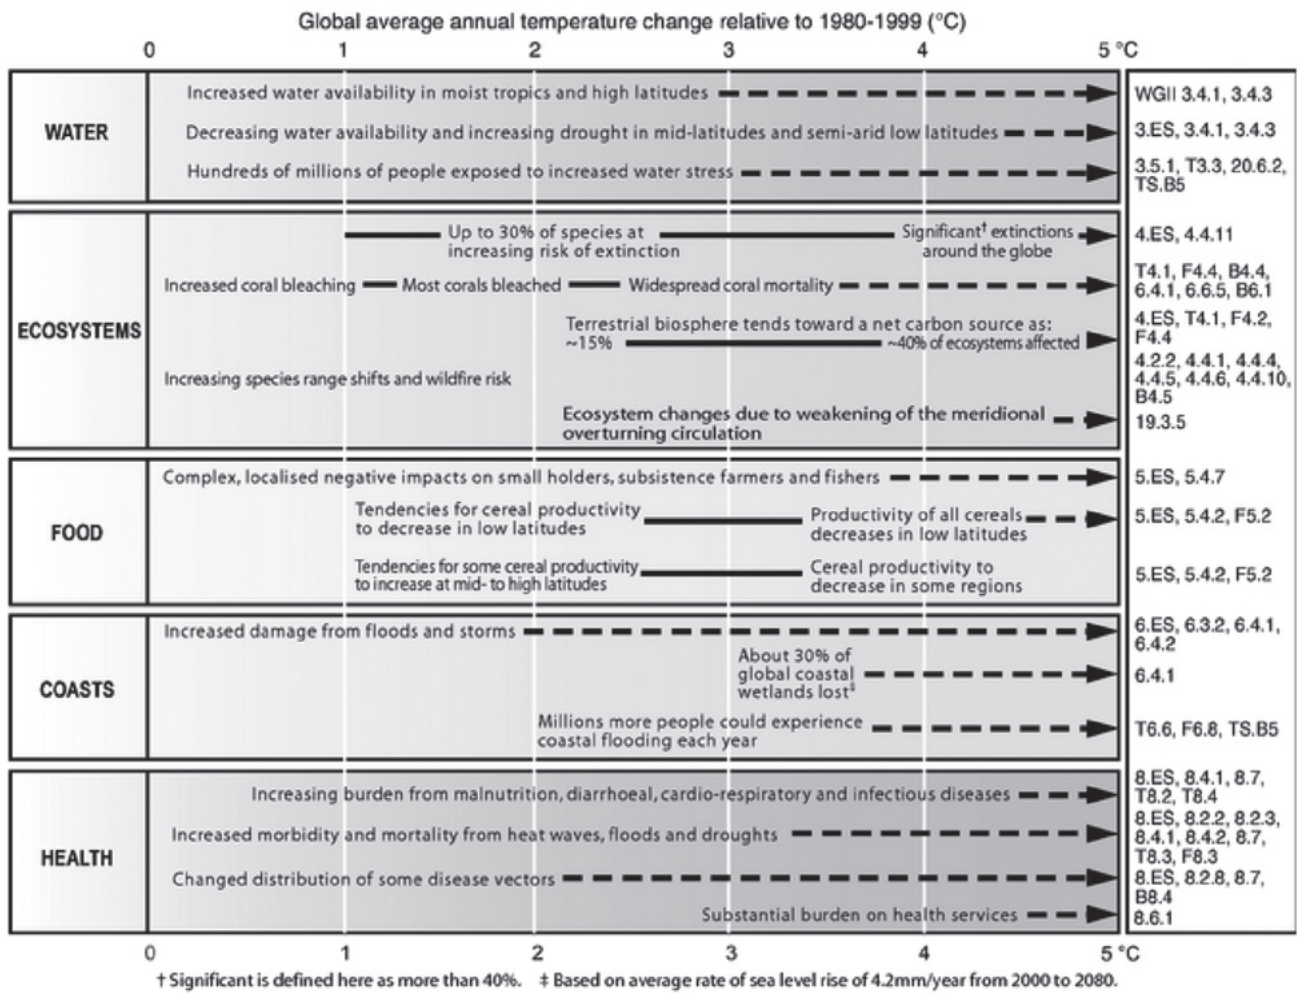 Global average annual temperature change relative to 1980-1999 (°C)
0 1 2 3 4 5 °C
WATER
Increased water availability in moist tropics and high latitudes
WGII 3.4.1, 3.4.3
Decreasing water availability and increasing drought in mid-latitudes and semi-arid low latitudes
3.ES, 3.4.1, 3.4.3
Hundreds of millions of people exposed to increased water stress
3.5.1, T3.3, 20.6.2,
TS.B5
ECOSYSTEMS
Up to 30% of species at
increasing risk of extinction
Significant† extinctions
around the globe
4.ES, 4.4.11
Increased coral bleaching
Most corals bleached
Widespread coral mortality
T4.1, F4.4, B4.4,
6.4.1, 6.6.5, B6.1
Terrestrial biosphere tends toward a net carbon source as:
~15%
~40% of ecosystems affected
4.ES, T4.1, F4.2,
F4.4
Increasing species range shifts and wildfire risk
4.2.2, 4.4.1, 4.4.4,
4.4.5, 4.4.6, 4.4.10,
B4.5
Ecosystem changes due to weakening of the meridional
overturning circulation
19.3.5
FOOD
Complex, localised negative impacts on small holders, subsistence farmers and fishers
5.ES, 5.4.7
Tendencies for cereal productivity
to decrease in low latitudes
Productivity of all cereals
decreases in low latitudes
5.ES, 5.4.2, F5.2
Tendencies for some cereal productivity
to increase at mid- to high latitudes
Cereal productivity to
decrease in some regions
5.ES, 5.4.2, F5.2
COASTS
Increased damage from floods and storms
6.ES, 6.3.2, 6.4.1,
6.4.2
About 30% of
global coastal
wetlands lost‡
6.4.1
Millions more people could experience
coastal flooding each year
T6.6, F6.8, TS.B5
HEALTH
Increasing burden from malnutrition, diarrhoeal, cardio-respiratory and infectious diseases
8.ES, 8.4.1, 8.7,
T8.2, T8.4
Increased morbidity and mortality from heat waves, floods and droughts
8.ES, 8.2.2, 8.2.3,
8.4.1, 8.4.2, 8.7,
T8.3, F8.3
Changed distribution of some disease vectors
8.ES, 8.2.8, 8.7,
B8.4
Substantial burden on health services
8.6.1
0 1 2 3 4 5 °C
† Significant is defined here as more than 40%. ‡ Based on average rate of sea level rise of 4.2mm/year from 2000 to 2080.